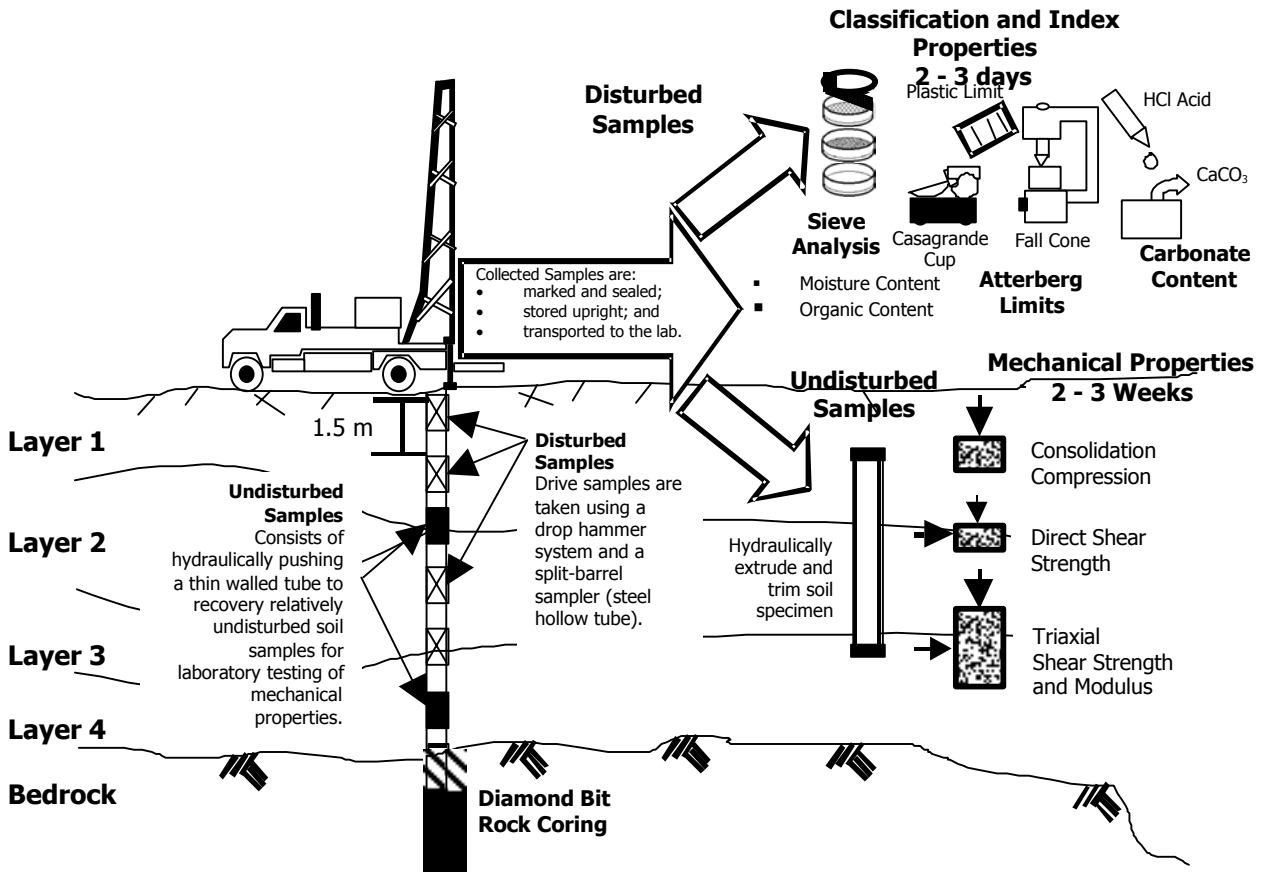 Classification and Index
Properties
2 - 3 days
Disturbed
Samples
Plastic Limit
HCl Acid
CaCO₃
Sieve
Analysis
Casagrande
Cup
Fall Cone
Atterberg
Limits
Carbonate
Content
▪ Moisture Content
▪ Organic Content
Collected Samples are:
• marked and sealed;
• stored upright; and
• transported to the lab.
Undisturbed
Samples
Mechanical Properties
2 - 3 Weeks
1.5 m
Layer 1
Layer 2
Layer 3
Layer 4
Bedrock
Undisturbed
Samples
Consists of
hydraulically pushing
a thin walled tube to
recovery relatively
undisturbed soil
samples for
laboratory testing of
mechanical
properties.
Disturbed
Samples
Drive samples are
taken using a
drop hammer
system and a
split-barrel
sampler (steel
hollow tube).
Hydraulically
extrude and
trim soil
specimen
Consolidation
Compression
Direct Shear
Strength
Triaxial
Shear Strength
and Modulus
Diamond Bit
Rock Coring